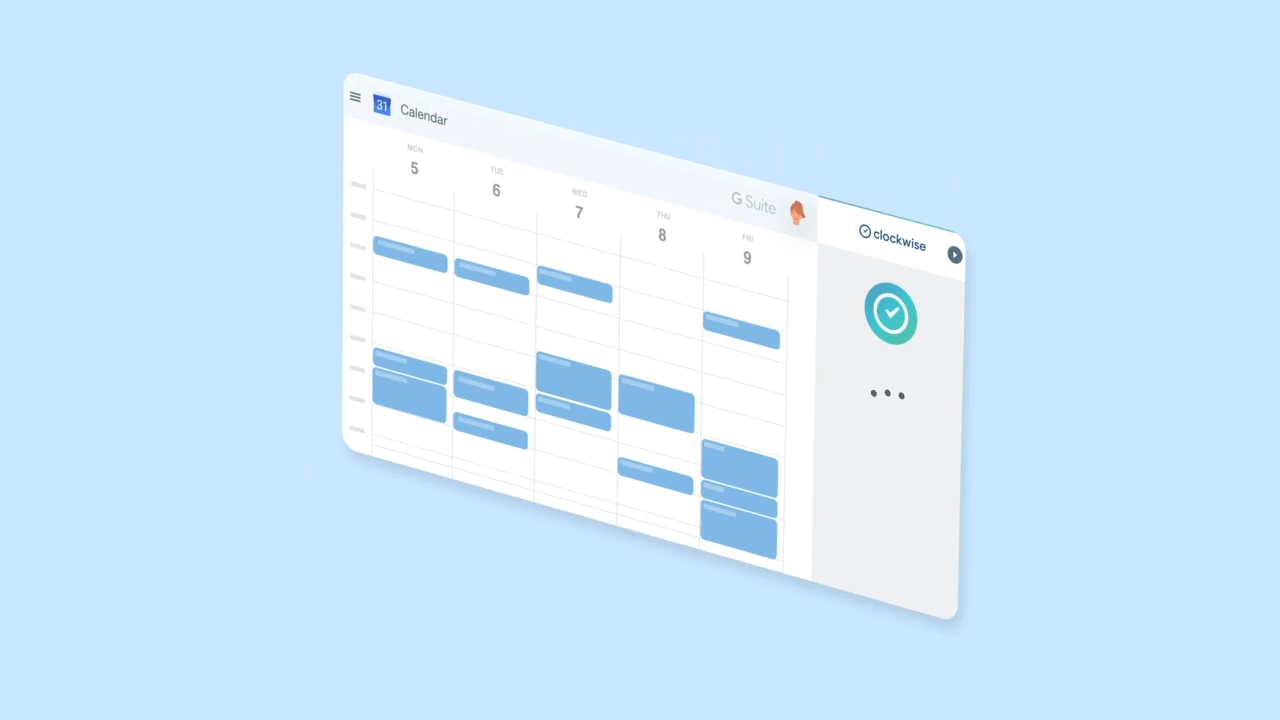 31 Calendar
G Suite
clockwise
MON TUE WED THU FRI
5 6 7 8 9